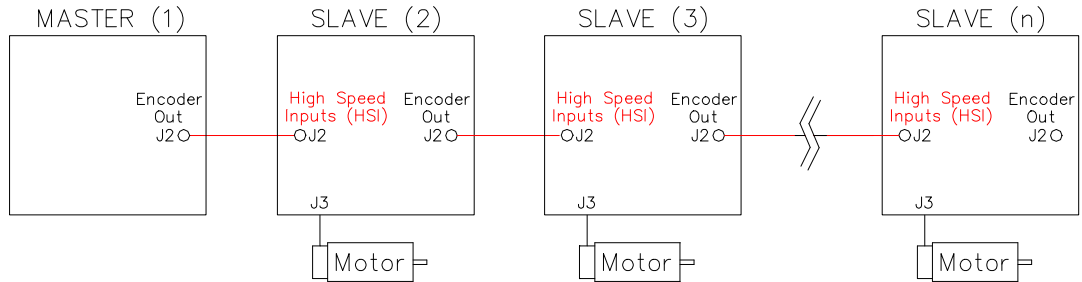 MASTER (1)
SLAVE (2)
SLAVE (3)
SLAVE (n)
Encoder
Out
J2
High Speed
Inputs (HSI)
J2
Encoder
Out
J2
High Speed
Inputs (HSI)
J2
Encoder
Out
J2
High Speed
Inputs (HSI)
J2
Encoder
Out
J2
J3
J3
J3
Motor
Motor
Motor